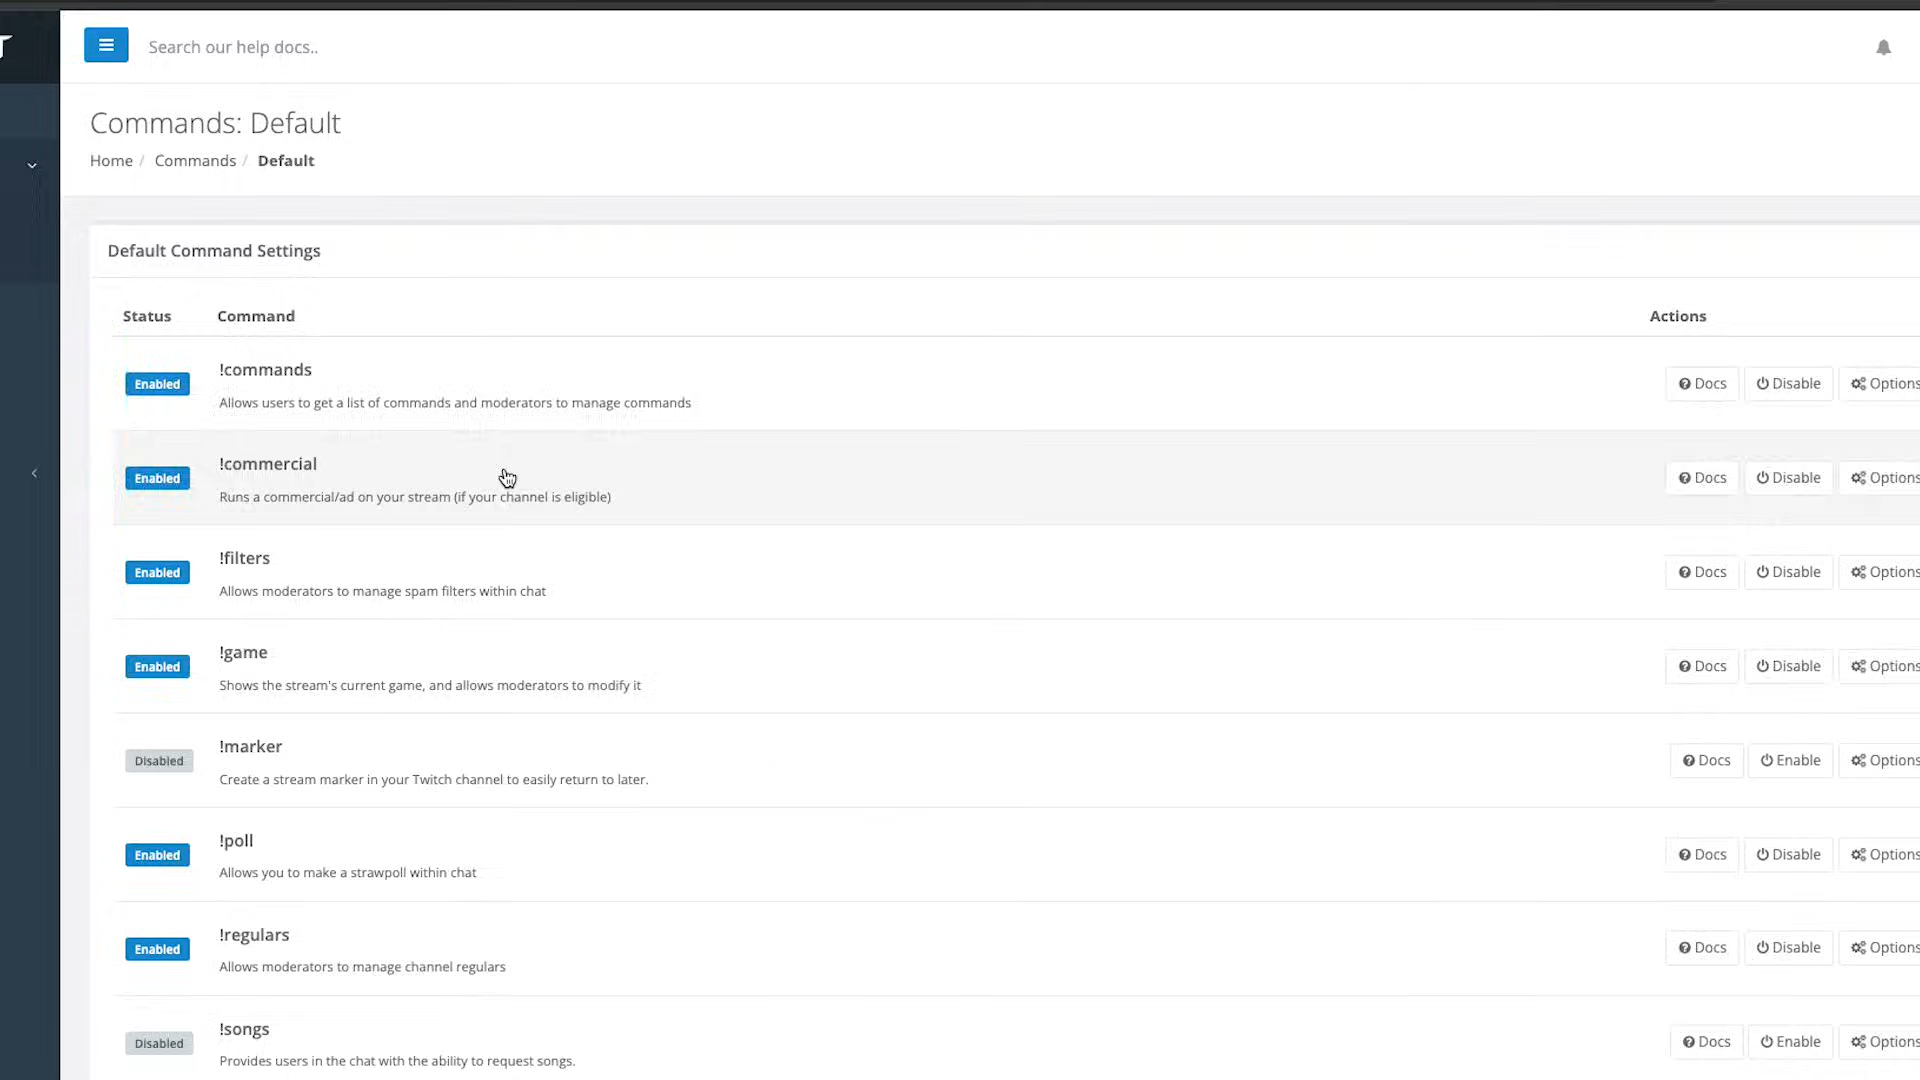 Search our help docs..
Commands: Default
Home / Commands / Default
Default Command Settings
Status Command Actions
!commands
Enabled Docs Disable Options
Allows users to get a list of commands and moderators to manage commands
!commercial
Enabled Docs Disable Options
Runs a commercial/ad on your stream (if your channel is eligible)
!filters
Enabled Docs Disable Options
Allows moderators to manage spam filters within chat
!game
Enabled Docs Disable Options
Shows the stream's current game, and allows moderators to modify it
!marker
Disabled Docs Enable Options
Create a stream marker in your Twitch channel to easily return to later.
!poll
Enabled Docs Disable Options
Allows you to make a strawpoll within chat
!regulars
Enabled Docs Disable Options
Allows moderators to manage channel regulars
!songs
Disabled Docs Enable Options
Provides users in the chat with the ability to request songs.